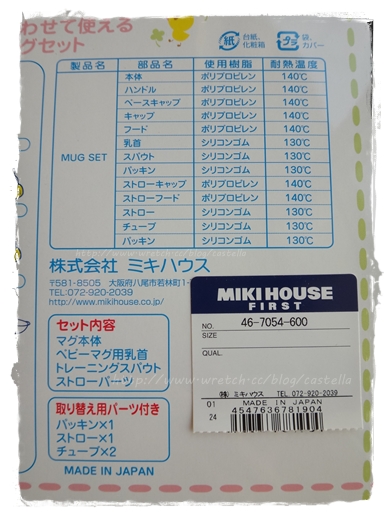 わせて使える
グセット
紙 台紙、化粧箱
プラ 袋、カバー
製品名 部品名 使用樹脂 耐熱温度
MUG SET
本体 ポリプロピレン 140℃
ハンドル ポリプロピレン 140℃
ベースキャップ ポリプロピレン 140℃
キャップ ポリプロピレン 140℃
フード ポリプロピレン 140℃
乳首 シリコンゴム 130℃
スパウト シリコンゴム 130℃
パッキン シリコンゴム 130℃
ストローキャップ ポリプロピレン 140℃
ストローフード ポリプロピレン 140℃
ストロー シリコンゴム 130℃
チューブ シリコンゴム 130℃
パッキン シリコンゴム 130℃
株式会社 ミキハウス
〒581-8505 大阪府八尾市若林町1-
TEL.072-920-2039
http://www.mikihouse.co.jp/
セット内容
マグ本体
ベビーマグ用乳首
トレーニングスパウト
ストローパーツ
取り替え用パーツ付き
パッキン×1
ストロー×1
チューブ×2
MADE IN JAPAN
MIKI HOUSE
FIRST
NO. 46-7054-600
SIZE
QUAL.
(株) ミキハウス TEL 072-920-2039
01 MADE IN JAPAN
24 4547636781904
http://www.wretch.cc/blog/castella